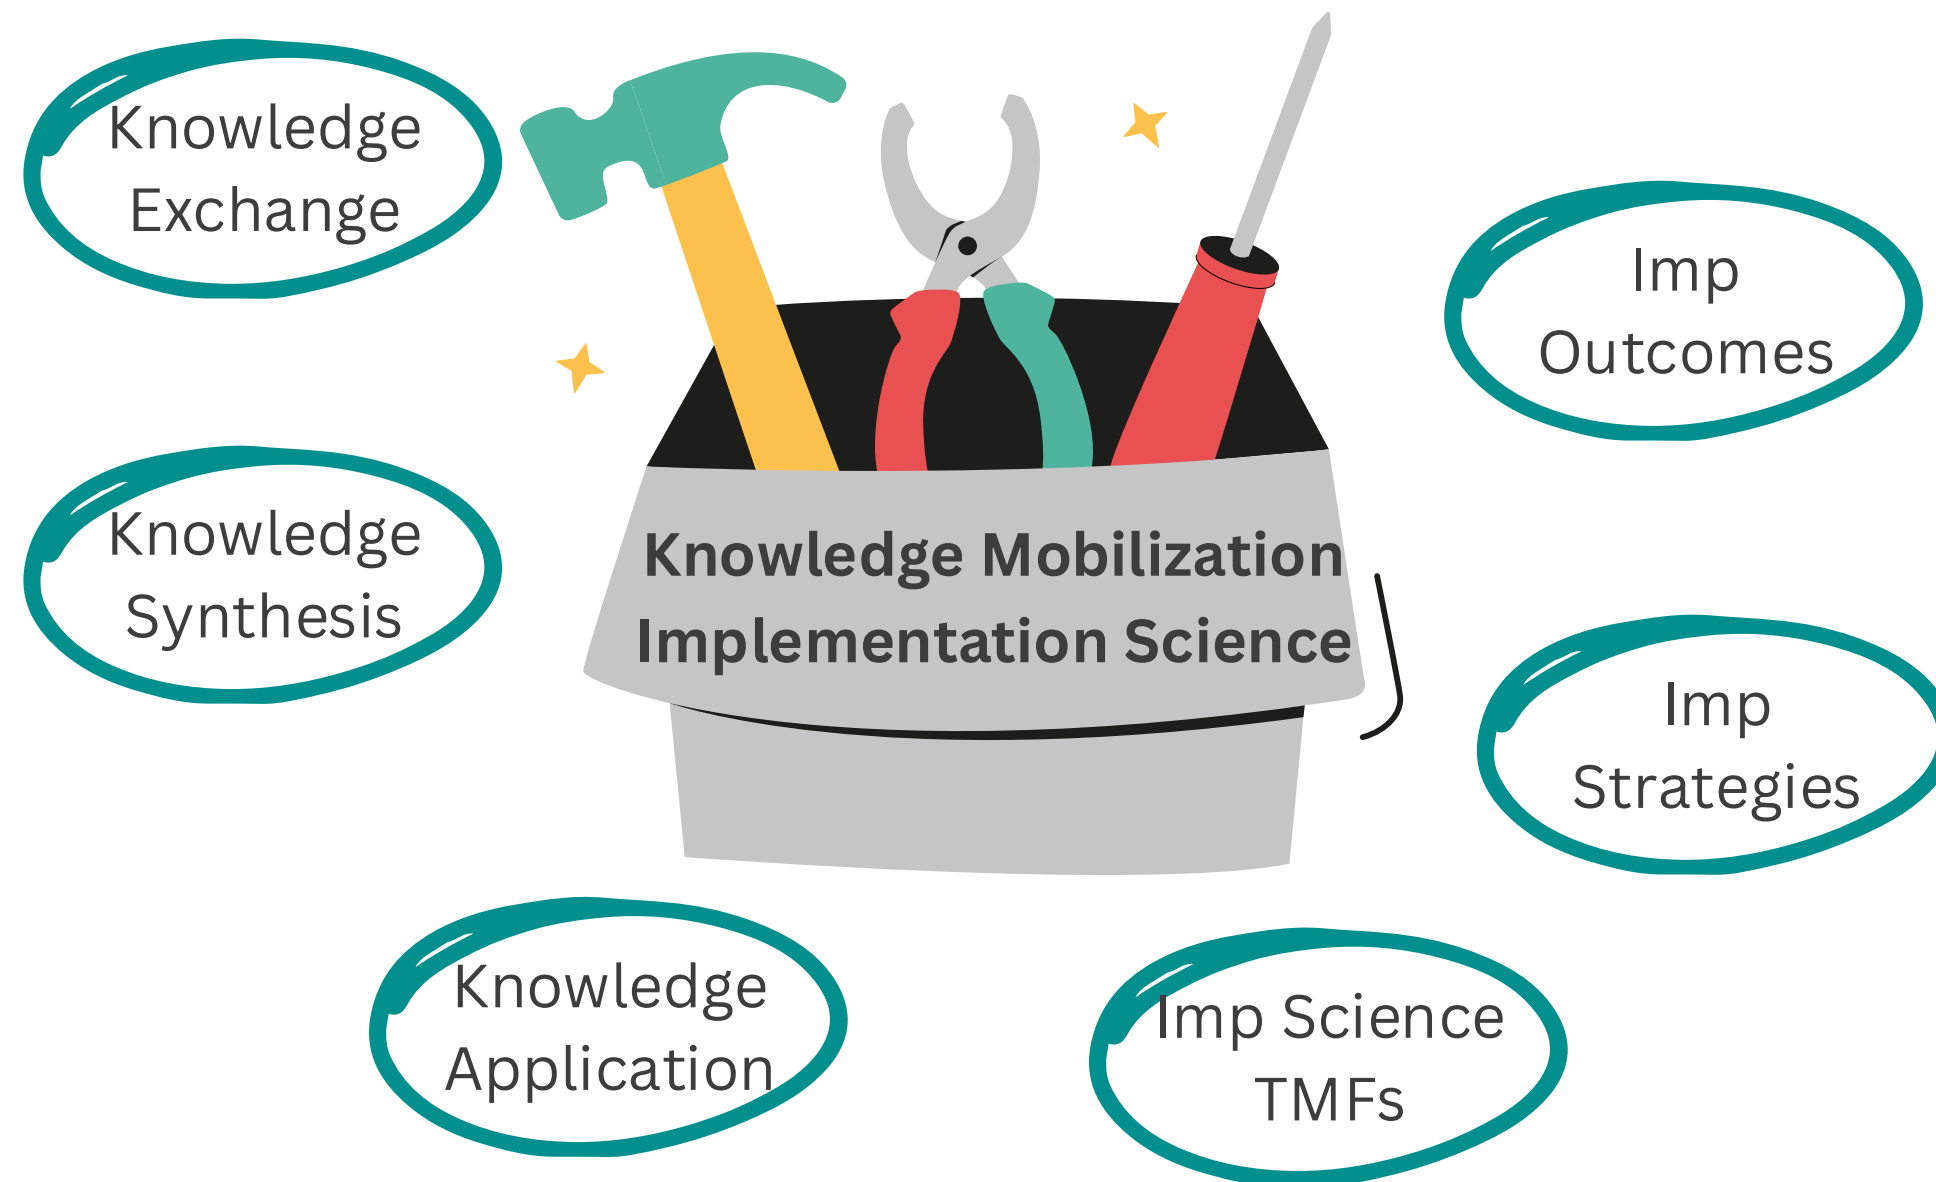 Knowledge
Exchange
Imp
Outcomes
Knowledge
Synthesis
Knowledge Mobilization
Implementation Science
Imp
Strategies
Knowledge
Application
Imp Science
TMFs